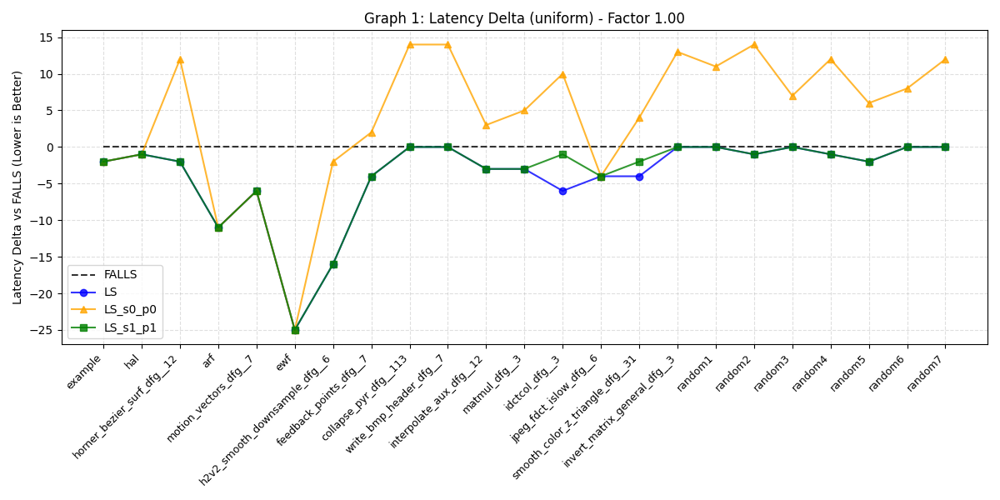 Graph 1: Latency Delta (uniform) - Factor 1.00
Latency Delta vs FALLS (Lower is Better)
15
10
5
0
−5
−10
−15
−20
−25
FALLS
LS
LS_s0_p0
LS_s1_p1
example
hal
horner_bezier_surf_dfg__12
arf
motion_vectors_dfg__7
ewf
h2v2_smooth_downsample_dfg__6
feedback_points_dfg__7
collapse_pyr_dfg__113
write_bmp_header_dfg__7
interpolate_aux_dfg__12
matmul_dfg__3
idctcol_dfg__3
jpeg_fdct_islow_dfg__6
smooth_color_z_triangle_dfg__31
invert_matrix_general_dfg__3
random1
random2
random3
random4
random5
random6
random7